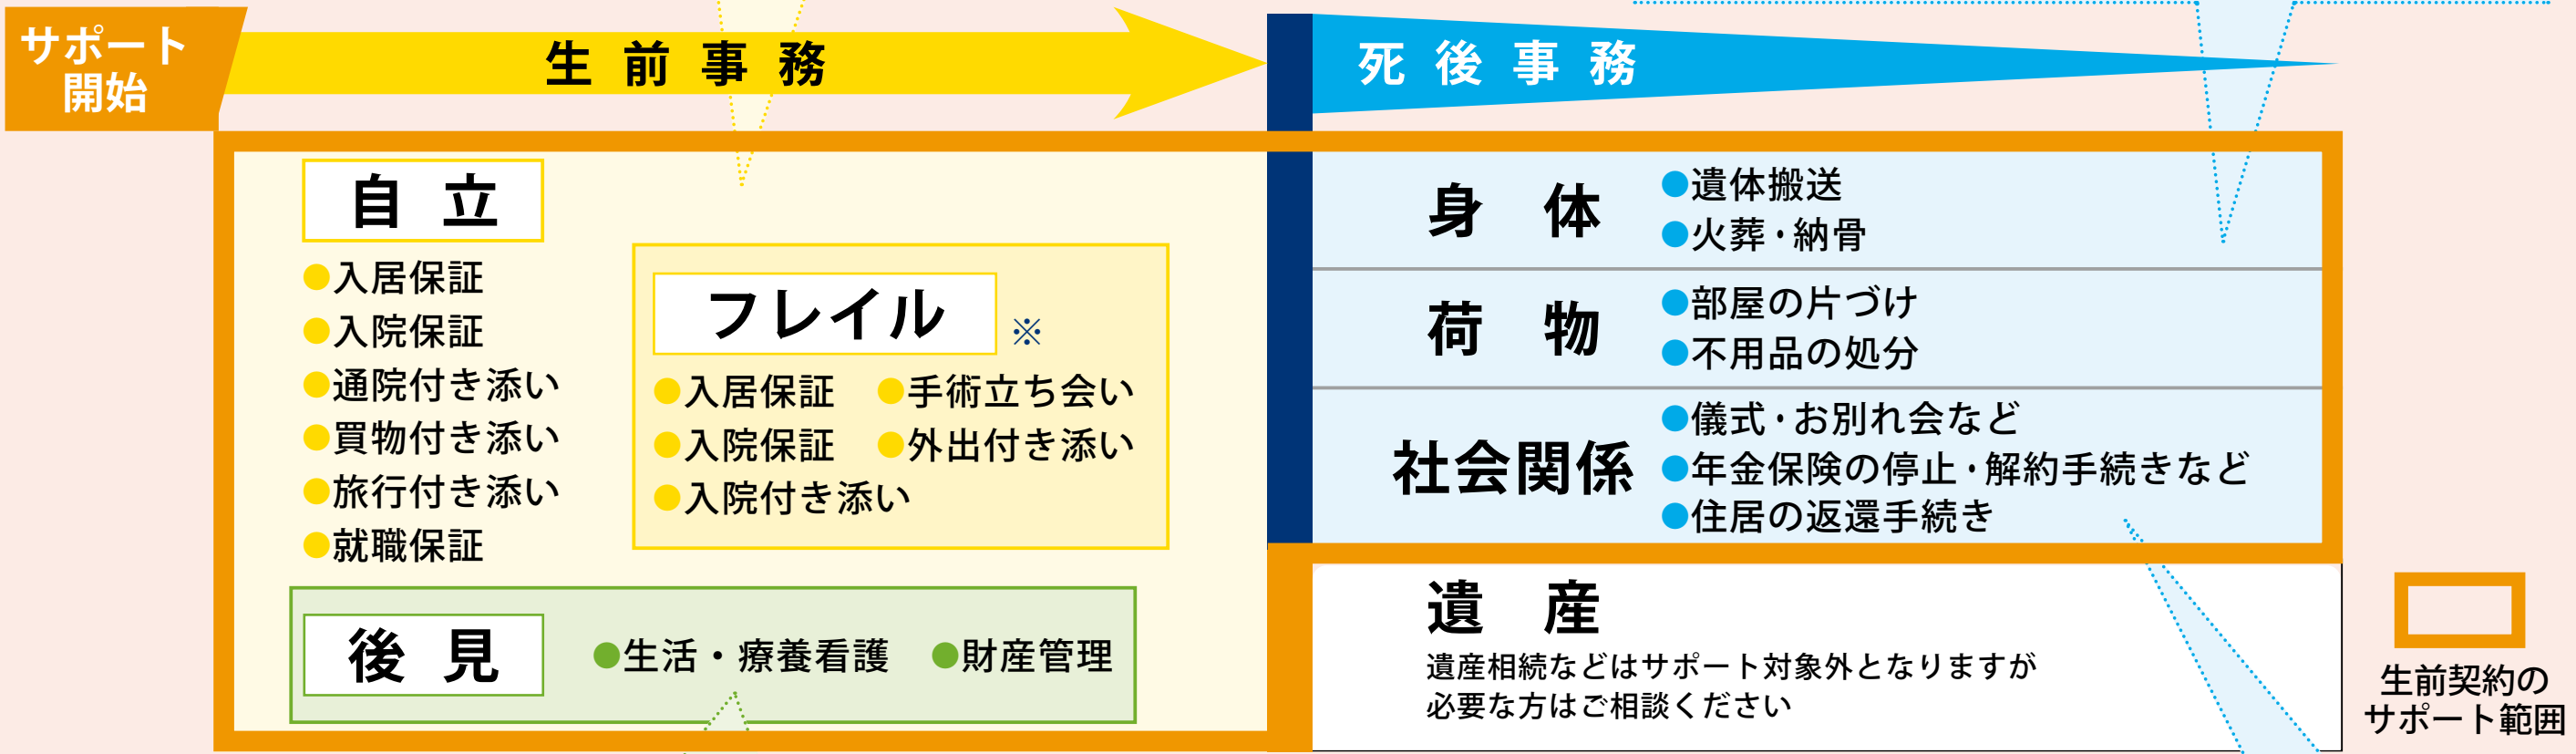 サポート
開始
生前事務
死後事務
自立
●入居保証
●入院保証
●通院付き添い
●買物付き添い
●旅行付き添い
●就職保証
フレイル ※
●入居保証 ●手術立ち会い
●入院保証 ●外出付き添い
●入院付き添い
後見 ●生活・療養看護 ●財産管理
身体
●遺体搬送
●火葬・納骨
荷物
●部屋の片づけ
●不用品の処分
社会関係
●儀式・お別れ会など
●年金保険の停止・解約手続きなど
●住居の返還手続き
遺産
遺産相続などはサポート対象外となりますが
必要な方はご相談ください
生前契約の
サポート範囲